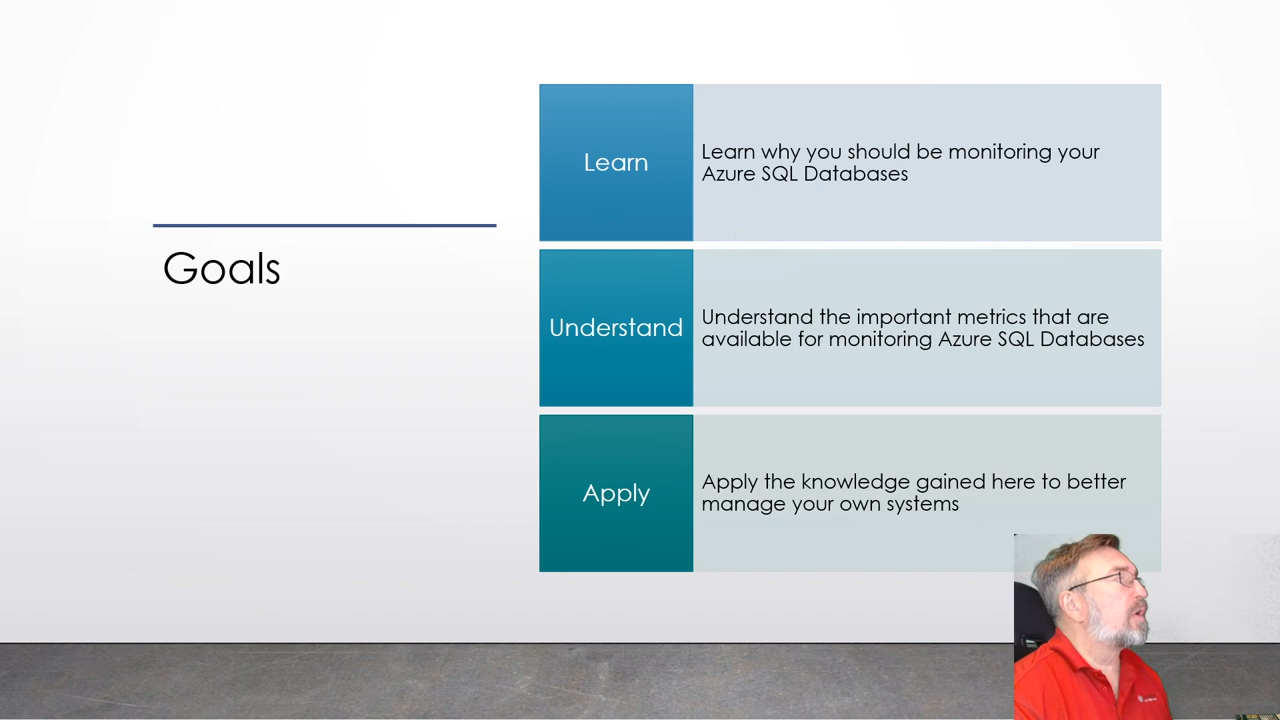 Goals
Learn
Learn why you should be monitoring your
Azure SQL Databases
Understand
Understand the important metrics that are
available for monitoring Azure SQL Databases
Apply
Apply the knowledge gained here to better
manage your own systems